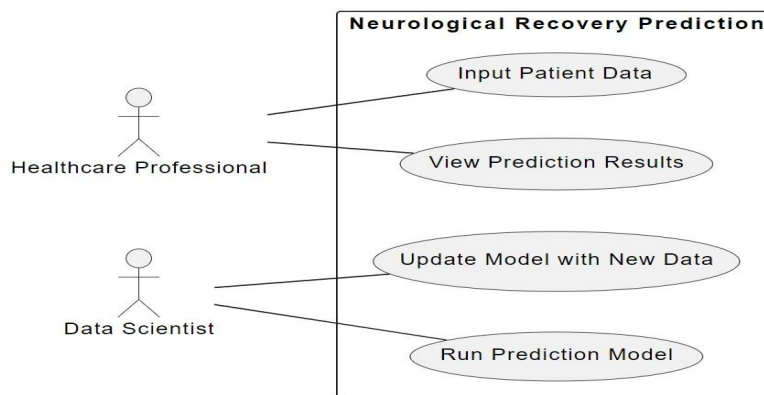 Neurological Recovery Prediction
Input Patient Data
Healthcare Professional
View Prediction Results
Update Model with New Data
Data Scientist
Run Prediction Model